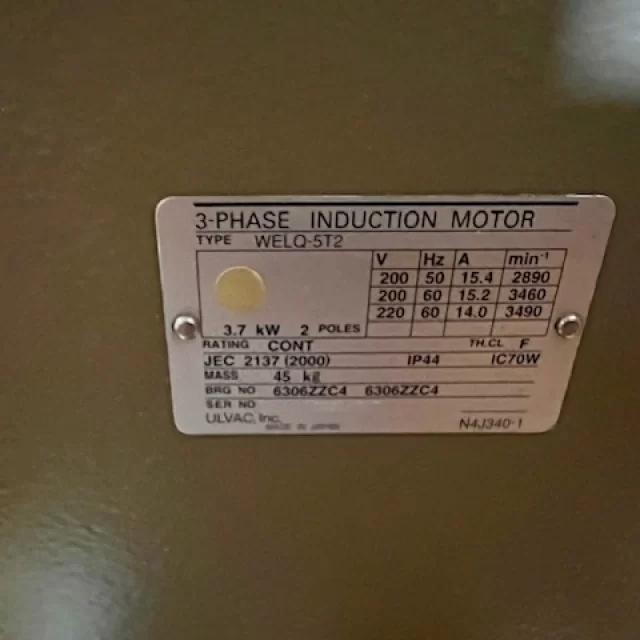 3-PHASE INDUCTION MOTOR
TYPE WELQ-5T2
V Hz A min⁻¹
200 50 15.4 2890
200 60 15.2 3460
220 60 14.0 3490
3.7 kW 2 POLES
RATING CONT TH.CL F
JEC 2137 (2000) IP44 IC70W
MASS 45 kg
BRG NO 6306ZZC4 6306ZZC4
SER NO
ULVAC, Inc.
MADE IN JAPAN
N4J340-1